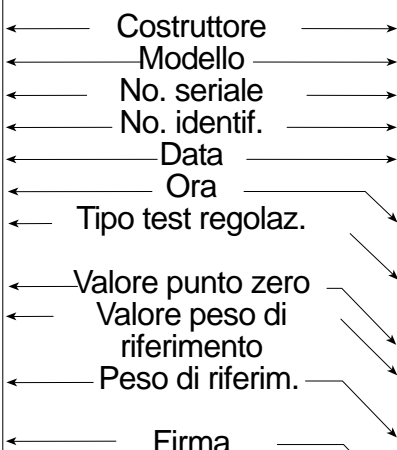 Costruttore
Modello
No. seriale
No. identif.
Data
Ora
Tipo test regolaz.
Valore punto zero
Valore peso di
riferimento
Peso di riferim.
Firma